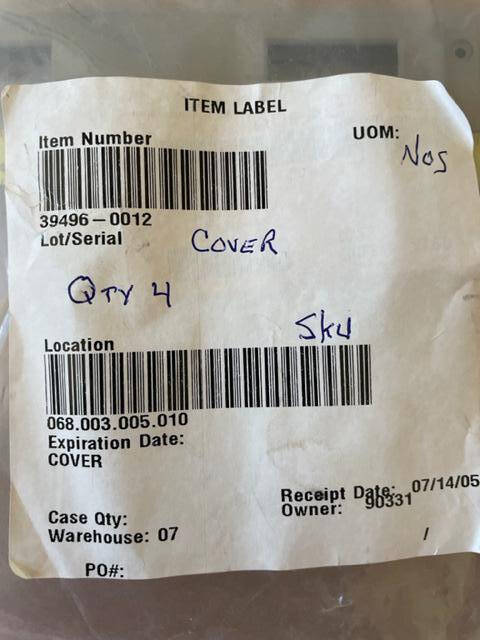 ITEM LABEL
Item Number
UOM:
Nos
39496-0012
Lot/Serial
COVER
QTY 4
SKU
Location
068.003.005.010
Expiration Date:
COVER
Receipt Date: 07/14/05
Owner: 90331
Case Qty:
Warehouse: 07
/
PO#: